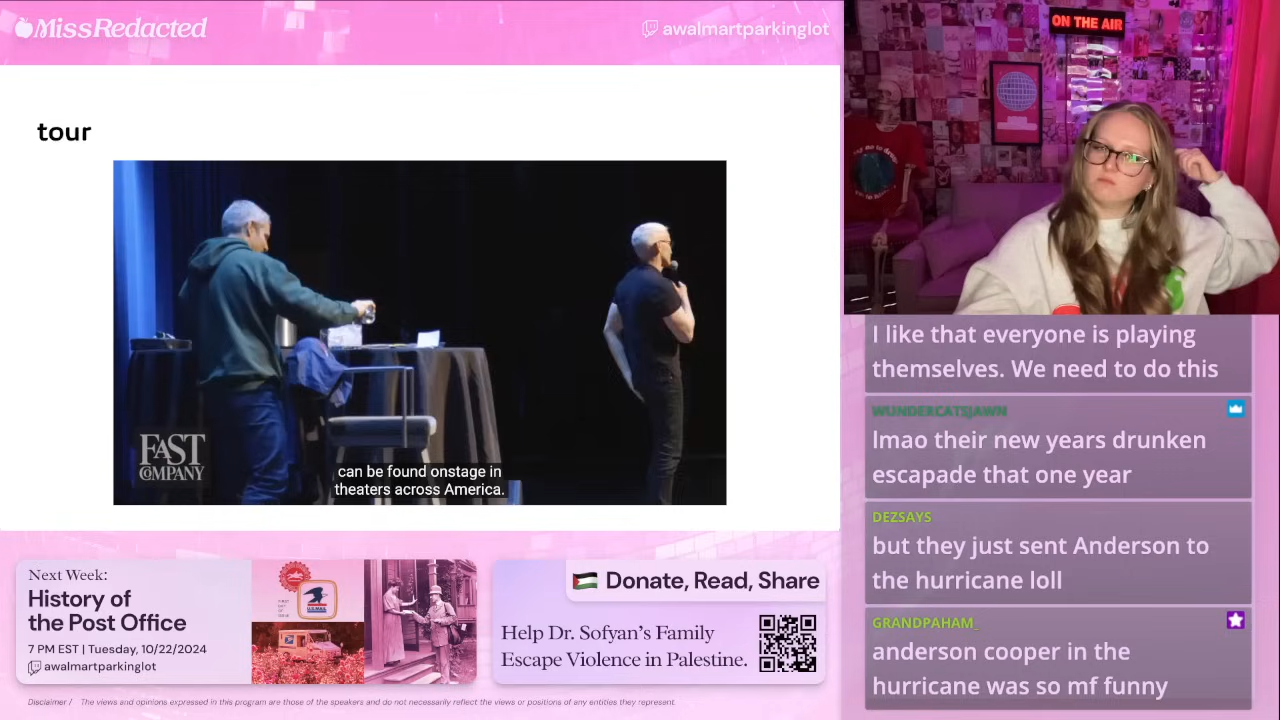 MissRedacted
awalmartparkinglot
ON THE AIR
tour
FAST
COMPANY
can be found onstage in
theaters across America.
I like that everyone is playing
themselves. We need to do this
WUNDERCATSJAWN
lmao their new years drunken
escapade that one year
DEZSAYS
but they just sent Anderson to
the hurricane loll
GRANDPAHAM_
anderson cooper in the
hurricane was so mf funny
Next Week:
History of
the Post Office
7 PM EST | Tuesday, 10/22/2024
awalmartparkinglot
U.S.MAIL
Donate, Read, Share
Help Dr. Sofyan's Family
Escape Violence in Palestine.
Disclaimer / The views and opinions expressed in this program are those of the speakers and do not necessarily reflect the views or positions of any entities they represent.